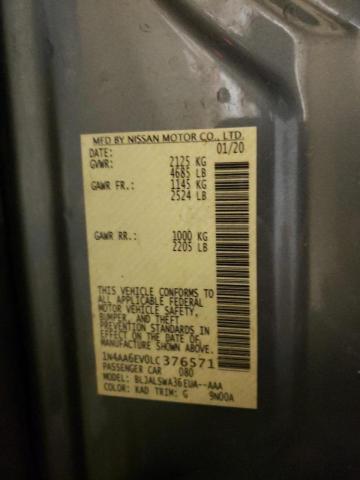 MFD BY NISSAN MOTOR CO., LTD.
DATE: 01/20
GVWR: 2125 KG
4685 LB
GAWR FR.: 1145 KG
2524 LB
GAWR RR.: 1000 KG
2205 LB
THIS VEHICLE CONFORMS TO
ALL APPLICABLE FEDERAL
MOTOR VEHICLE SAFETY,
BUMPER, AND THEFT
PREVENTION STANDARDS IN
EFFECT ON THE DATE OF
MANUFACTURE SHOWN ABOVE.
1N4AA6EV0LC376571
PASSENGER CAR 080
MODEL: BLJALSWA36EUA--AAA
COLOR: KAD TRIM: G 9N00A